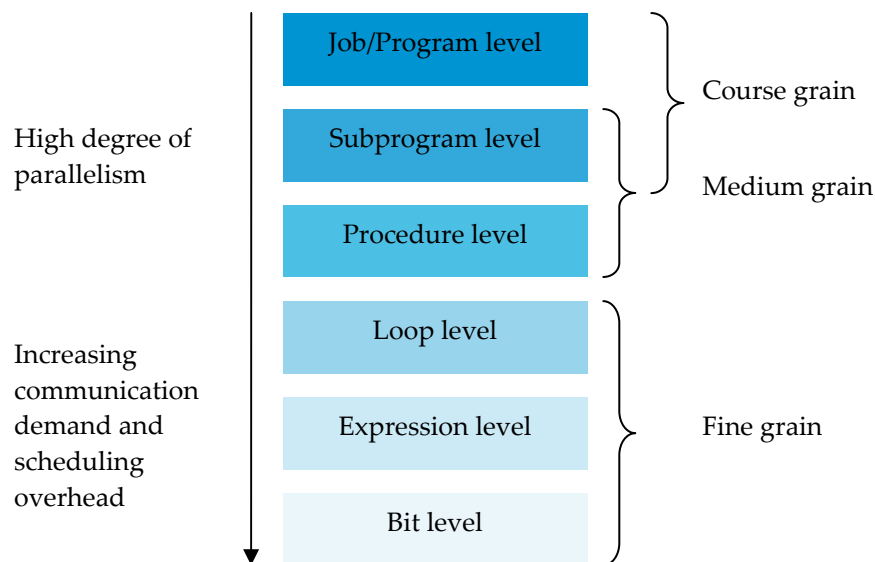 Job/Program level
Course grain
High degree of
parallelism
Subprogram level
Medium grain
Procedure level
Loop level
Increasing
communication
demand and
scheduling
overhead
Expression level
Fine grain
Bit level